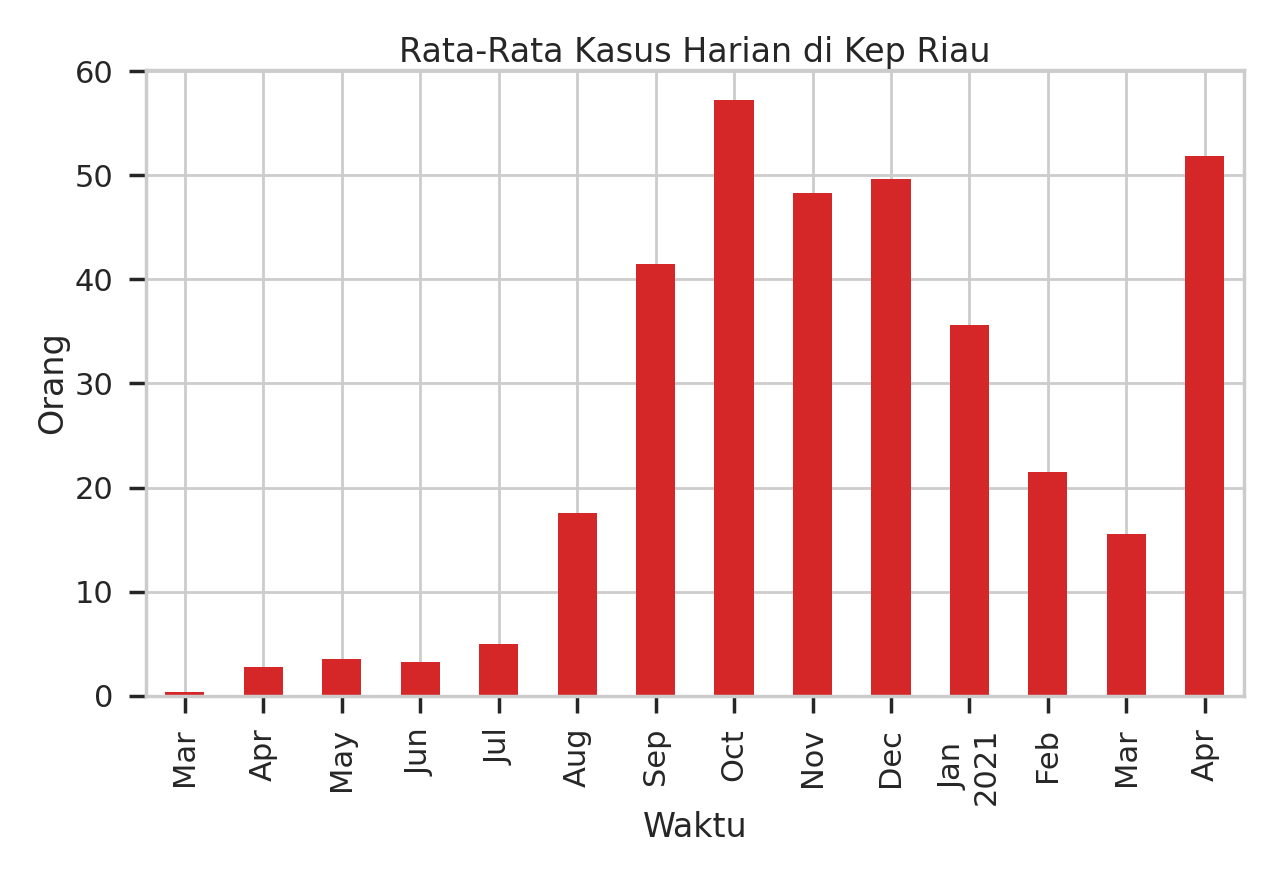 Rata-Rata Kasus Harian di Kep Riau
60
50
40
30
20
10
0
Orang
Mar
Apr
May
Jun
Jul
Aug
Sep
Oct
Nov
Dec
Jan
2021
Feb
Mar
Apr
Waktu